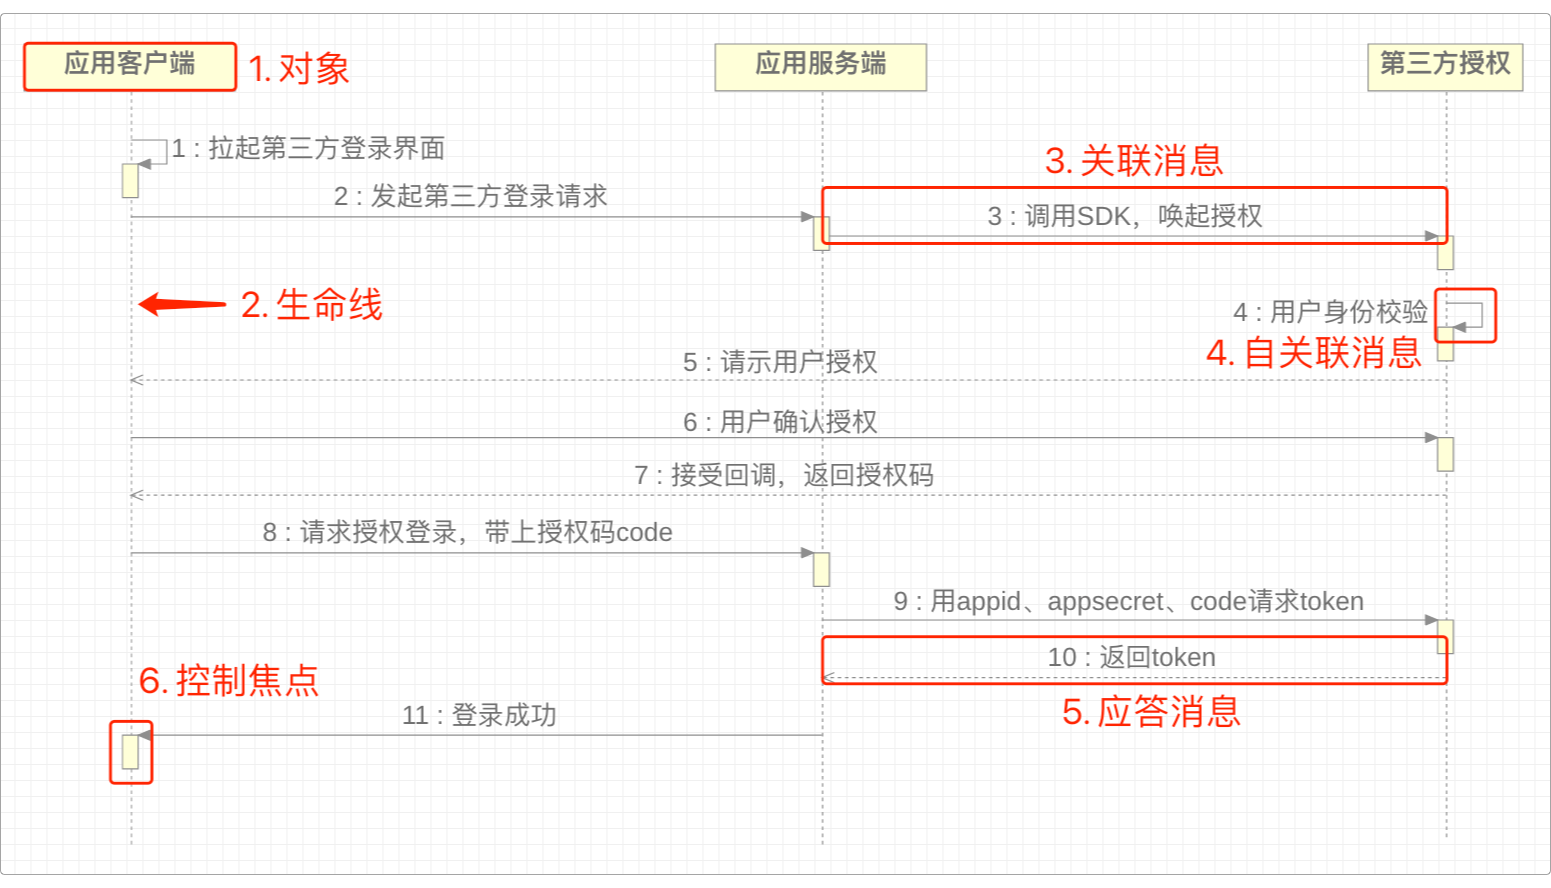 应用客户端
1. 对象
应用服务端
第三方授权
1 : 拉起第三方登录界面
3. 关联消息
2 : 发起第三方登录请求
3 : 调用SDK，唤起授权
2. 生命线
4 : 用户身份校验
4. 自关联消息
5 : 请示用户授权
6 : 用户确认授权
7 : 接受回调，返回授权码
8 : 请求授权登录，带上授权码code
9 : 用appid、appsecret、code请求token
10 : 返回token
6. 控制焦点
11 : 登录成功
5. 应答消息